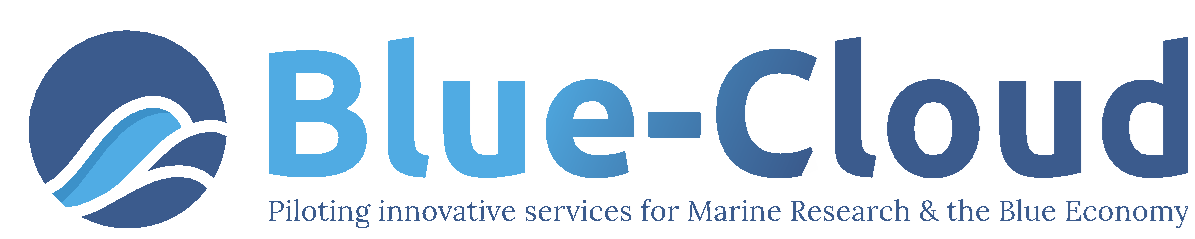 Blue-Cloud
Piloting innovative services for Marine Research & the Blue Economy